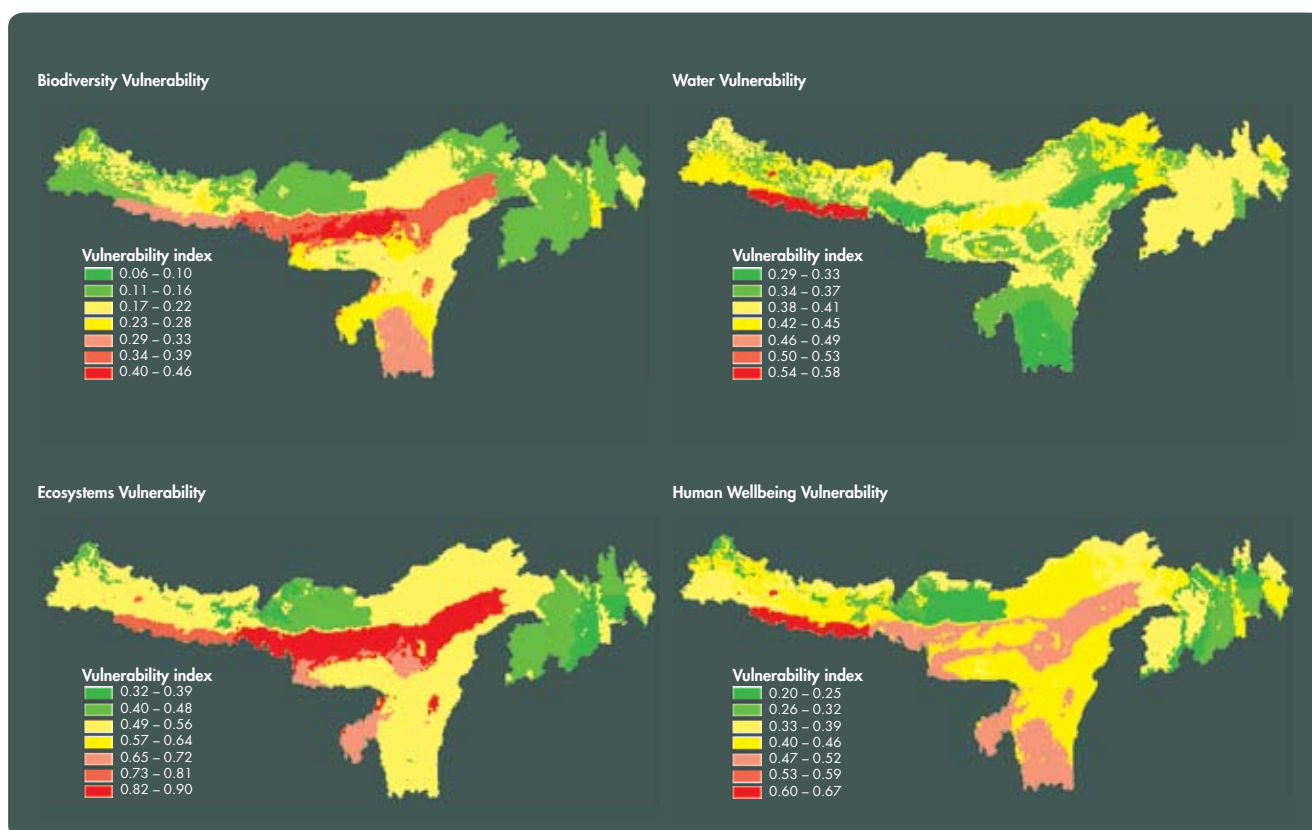 Biodiversity Vulnerability
Vulnerability index
0.06 – 0.10
0.11 – 0.16
0.17 – 0.22
0.23 – 0.28
0.29 – 0.33
0.34 – 0.39
0.40 – 0.46
Water Vulnerability
Vulnerability index
0.29 – 0.33
0.34 – 0.37
0.38 – 0.41
0.42 – 0.45
0.46 – 0.49
0.50 – 0.53
0.54 – 0.58
Ecosystems Vulnerability
Vulnerability index
0.32 – 0.39
0.40 – 0.48
0.49 – 0.56
0.57 – 0.64
0.65 – 0.72
0.73 – 0.81
0.82 – 0.90
Human Wellbeing Vulnerability
Vulnerability index
0.20 – 0.25
0.26 – 0.32
0.33 – 0.39
0.40 – 0.46
0.47 – 0.52
0.53 – 0.59
0.60 – 0.67